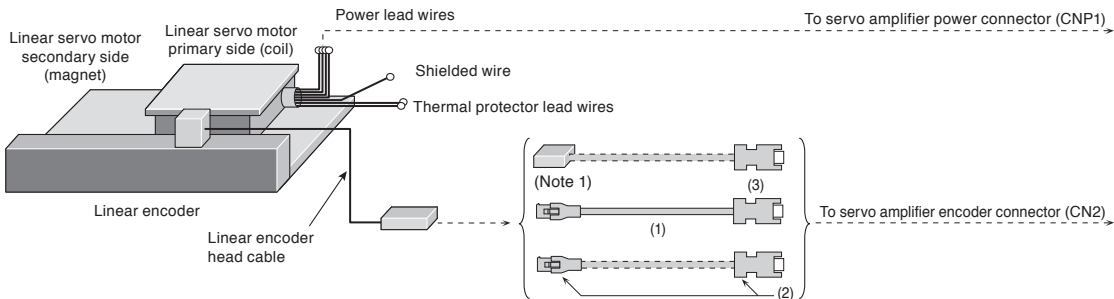 Power lead wires
To servo amplifier power connector (CNP1)
Linear servo motor
secondary side
(magnet)
Linear servo motor
primary side (coil)
Shielded wire
Thermal protector lead wires
(Note 1)
(3)
Linear encoder
(1)
To servo amplifier encoder connector (CN2)
Linear encoder
head cable
(2)